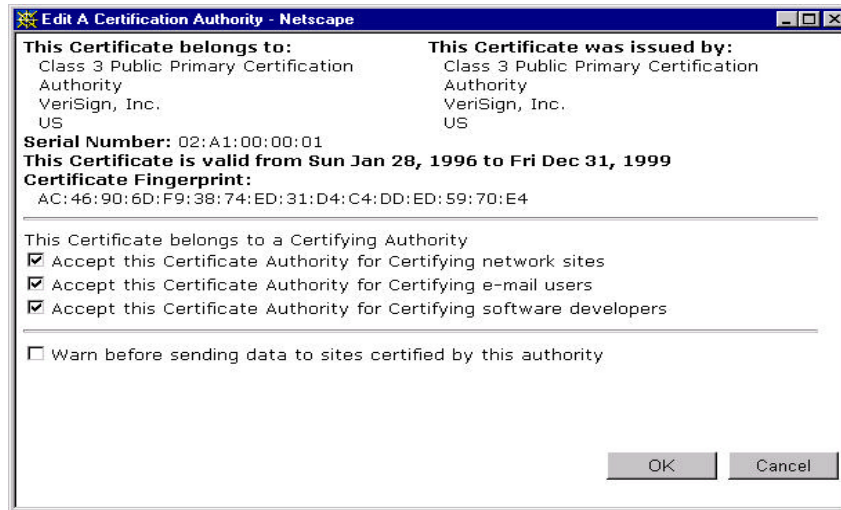 Edit A Certification Authority - Netscape
This Certificate belongs to:
Class 3 Public Primary Certification
Authority
VeriSign, Inc.
US
This Certificate was issued by:
Class 3 Public Primary Certification
Authority
VeriSign, Inc.
US
Serial Number: 02:A1:00:00:01
This Certificate is valid from Sun Jan 28, 1996 to Fri Dec 31, 1999
Certificate Fingerprint:
AC:46:90:6D:F9:38:74:ED:31:D4:C4:DD:ED:59:70:E4
This Certificate belongs to a Certifying Authority
Accept this Certificate Authority for Certifying network sites
Accept this Certificate Authority for Certifying e-mail users
Accept this Certificate Authority for Certifying software developers
Warn before sending data to sites certified by this authority
OK
Cancel